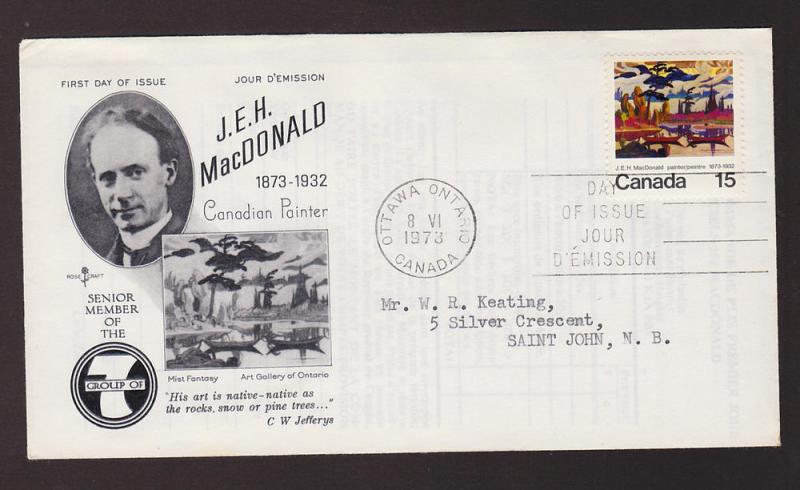 FIRST DAY OF ISSUE JOUR D'EMISSION
J.E.H.
MacDONALD
1873-1932
Canadian Painter
ROSE CRAFT
SENIOR
MEMBER
OF
THE
GROUP OF
7
Mist Fantasy Art Gallery of Ontario
"His art is native-native as
the rocks, snow or pine trees..."
C W Jefferys
J.E.H. MacDonald painter/peintre 1873-1932
Canada 15
OTTAWA ONTARIO
8 VI
1973
CANADA
DAY
OF ISSUE
JOUR
D'ÉMISSION
Mr. W. R. Keating,
5 Silver Crescent,
SAINT JOHN, N. B.